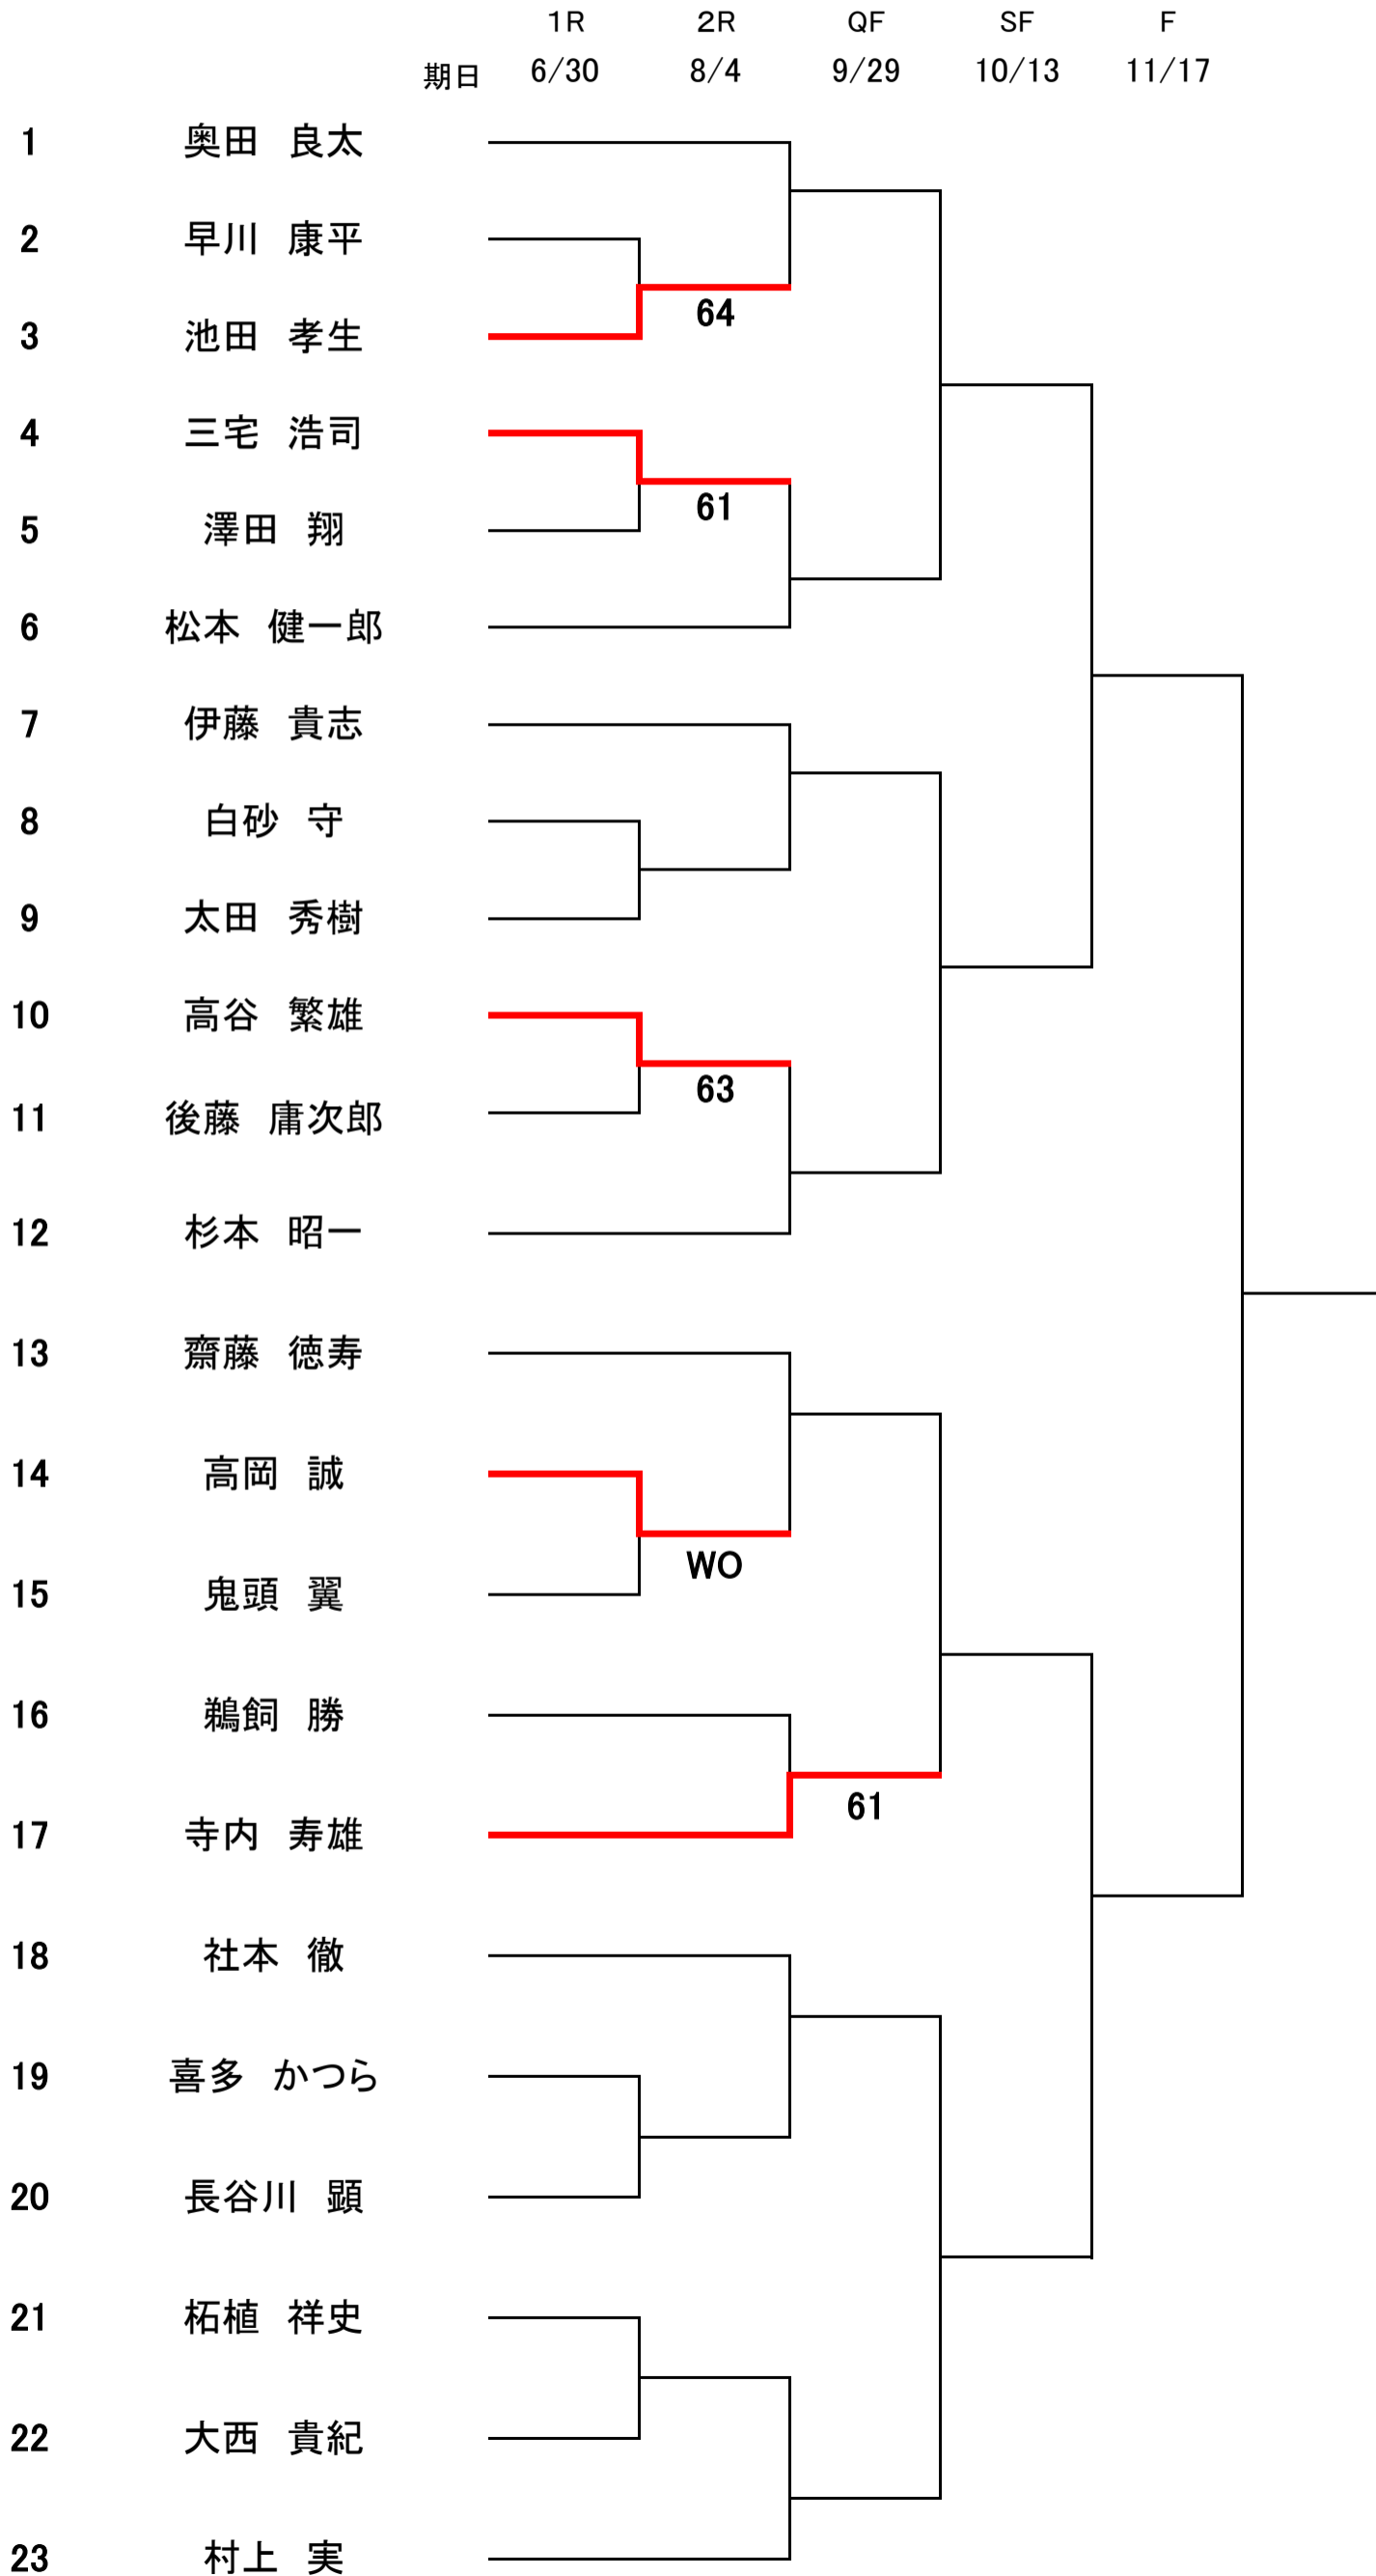 1R 2R QF SF F
期日 6/30 8/4 9/29 10/13 11/17
1 奥田 良太
2 早川 康平
64
3 池田 孝生
4 三宅 浩司
61
5 澤田 翔
6 松本 健一郎
7 伊藤 貴志
8 白砂 守
9 太田 秀樹
10 高谷 繁雄
63
11 後藤 庸次郎
12 杉本 昭一
13 齋藤 徳寿
14 高岡 誠
WO
15 鬼頭 翼
16 鵜飼 勝
61
17 寺内 寿雄
18 社本 徹
19 喜多 かつら
20 長谷川 顕
21 柘植 祥史
22 大西 貴紀
23 村上 実